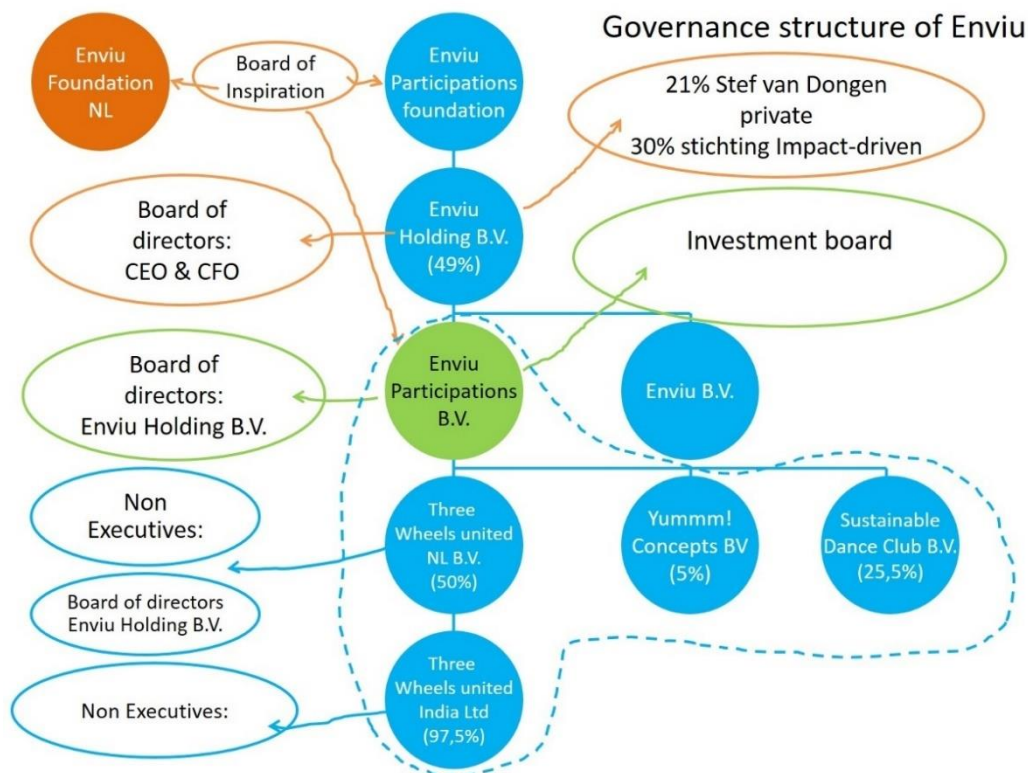 Governance structure of Enviu
Enviu
Foundation
NL
Board of
Inspiration
Enviu
Participations
foundation
21% Stef van Dongen
private
30% stichting Impact-driven
Board of
directors:
CEO & CFO
Enviu
Holding B.V.
(49%)
Investment board
Board of
directors:
Enviu Holding B.V.
Enviu
Participations
B.V.
Enviu B.V.
Non
Executives:
Three
Wheels united
NL B.V.
(50%)
Yummm!
Concepts BV
(5%)
Sustainable
Dance Club B.V.
(25,5%)
Board of directors
Enviu Holding B.V.
Non Executives:
Three
Wheels united
India Ltd
(97,5%)